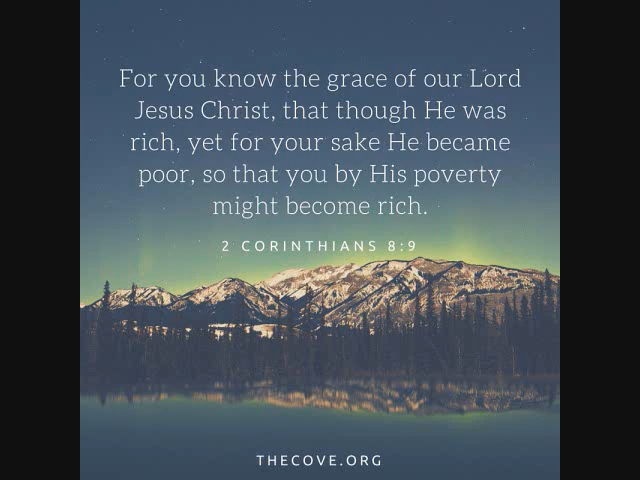 For you know the grace of our Lord
Jesus Christ, that though He was
rich, yet for your sake He became
poor, so that you by His poverty
might become rich.
2 CORINTHIANS 8:9
THECOVE.ORG